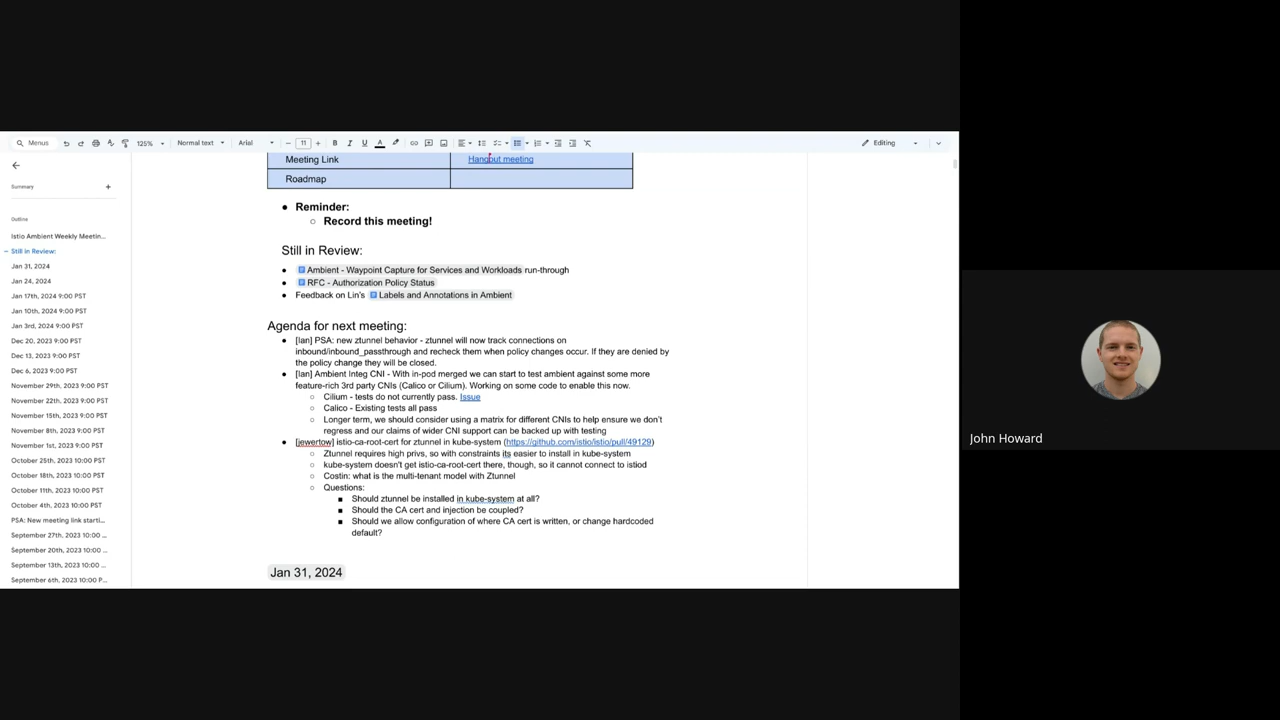 Menus
125%
Normal text
Arial
11
Editing
Summary
Outline
Istio Ambient Weekly Meetin...
Still in Review:
Jan 31, 2024
Jan 24, 2024
Jan 17th, 2024 9:00 PST
Jan 10th, 2024 9:00 PST
Jan 3rd, 2024 9:00 PST
Dec 20, 2023 9:00 PST
Dec 13, 2023 9:00 PST
Dec 6, 2023 9:00 PST
November 29th, 2023 9:00 PST
November 22th, 2023 9:00 PST
November 15th, 2023 9:00 PST
November 8th, 2023 9:00 PST
November 1st, 2023 9:00 PST
October 25th, 2023 10:00 PST
October 18th, 2023 10:00 PST
October 11th, 2023 10:00 PST
October 4th, 2023 10:00 PST
PSA: New meeting link starti...
September 27th, 2023 10:00 ...
September 20th, 2023 10:00 ...
September 13th, 2023 10:00 ...
September 6th, 2023 10:00 P...
Meeting Link
Hangout meeting
Roadmap
● Reminder:
○ Record this meeting!
Still in Review:
● Ambient - Waypoint Capture for Services and Workloads run-through
● RFC - Authorization Policy Status
● Feedback on Lin's Labels and Annotations in Ambient
Agenda for next meeting:
● [Ian] PSA: new ztunnel behavior - ztunnel will now track connections on
inbound/inbound_passthrough and recheck them when policy changes occur. If they are denied by
the policy change they will be closed.
● [Ian] Ambient Integ CNI - With in-pod merged we can start to test ambient against some more
feature-rich 3rd party CNIs (Calico or Cilium). Working on some code to enable this now.
○ Cilium - tests do not currently pass. Issue
○ Calico - Existing tests all pass
○ Longer term, we should consider using a matrix for different CNIs to help ensure we don't
regress and our claims of wider CNI support can be backed up with testing
● [jewertow] istio-ca-root-cert for ztunnel in kube-system (https://github.com/istio/istio/pull/49129)
○ Ztunnel requires high privs, so with constraints its easier to install in kube-system
○ kube-system doesn't get istio-ca-root-cert there, though, so it cannot connect to istiod
○ Costin: what is the multi-tenant model with Ztunnel
○ Questions:
■ Should ztunnel be installed in kube-system at all?
■ Should the CA cert and injection be coupled?
■ Should we allow configuration of where CA cert is written, or change hardcoded
default?
Jan 31, 2024
John Howard